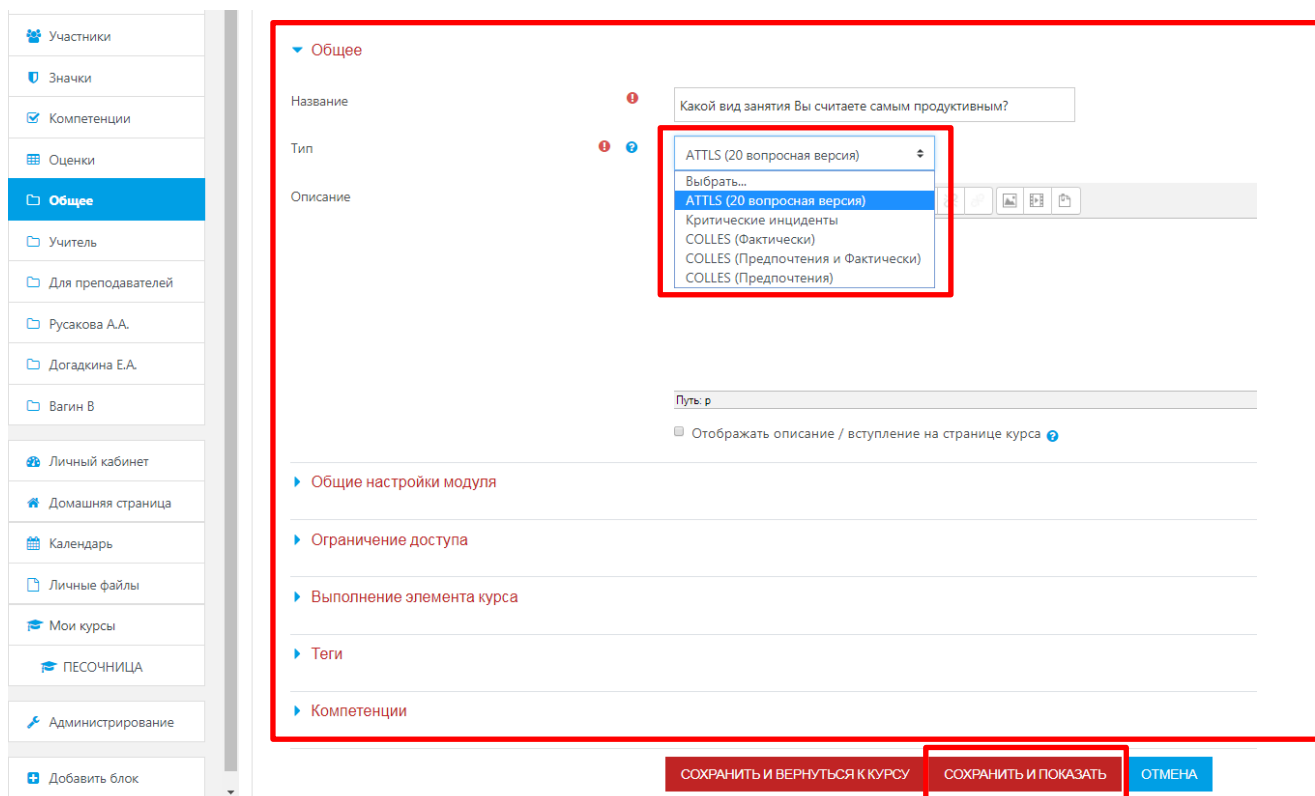 Участники
Значки
Компетенции
Оценки
Общее
Учитель
Для преподавателей
Русакова А.А.
Догадкина Е.А.
Вагин В
Личный кабинет
Домашняя страница
Календарь
Личные файлы
Мои курсы
ПЕСОЧНИЦА
Администрирование
Добавить блок
Общее
Название
Какой вид занятия Вы считаете самым продуктивным?
Тип
ATTLS (20 вопросная версия)
Выбрать...
ATTLS (20 вопросная версия)
Критические инциденты
COLLES (Фактически)
COLLES (Предпочтения и Фактически)
COLLES (Предпочтения)
Описание
Путь: p
Отображать описание / вступление на странице курса
Общие настройки модуля
Ограничение доступа
Выполнение элемента курса
Теги
Компетенции
СОХРАНИТЬ И ВЕРНУТЬСЯ К КУРСУ СОХРАНИТЬ И ПОКАЗАТЬ ОТМЕНА